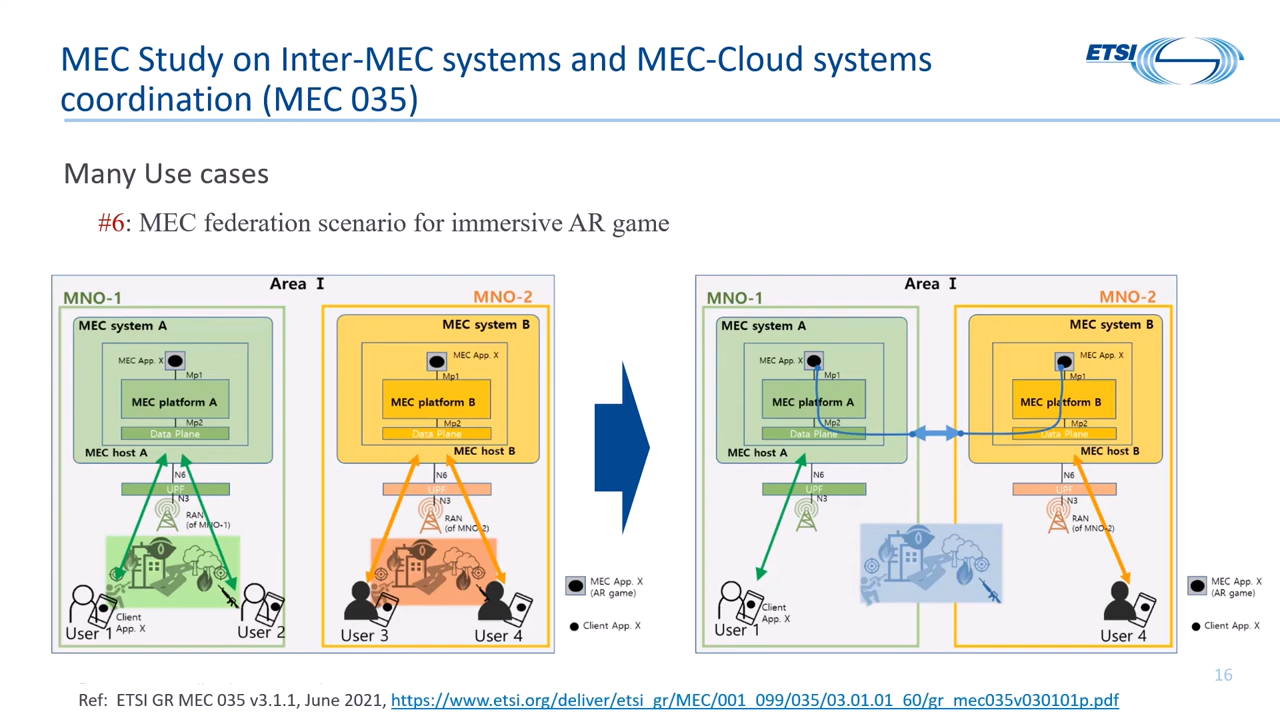 MEC Study on Inter-MEC systems and MEC-Cloud systems
coordination (MEC 035)
ETSI
Many Use cases
#6: MEC federation scenario for immersive AR game
Area I
MNO-1
MNO-2
MEC system A
MEC system B
MEC App. X
MEC App. X
Mp1
Mp1
MEC platform A
MEC platform B
Mp2
Mp2
Data Plane
Data Plane
MEC host A
MEC host B
N6
N6
UPF
N3
N3
RAN
(of MNO-1)
RAN
(of MNO-2)
Client
App. X
User 1
User 2
User 3
User 4
MEC App. X
(AR game)
Client App. X
Area I
MNO-1
MNO-2
MEC system A
MEC system B
MEC App. X
MEC App. X
Mp1
Mp1
MEC platform A
MEC platform B
Mp2
Mp2
Data Plane
Data Plane
MEC host A
MEC host B
N6
N6
UPF
N3
N3
RAN
(of MNO-2)
Client
App. X
User 1
User 4
MEC App. X
(AR game)
Client App. X
16
Ref: ETSI GR MEC 035 v3.1.1, June 2021, https://www.etsi.org/deliver/etsi_gr/MEC/001_099/035/03.01.01_60/gr_mec035v030101p.pdf